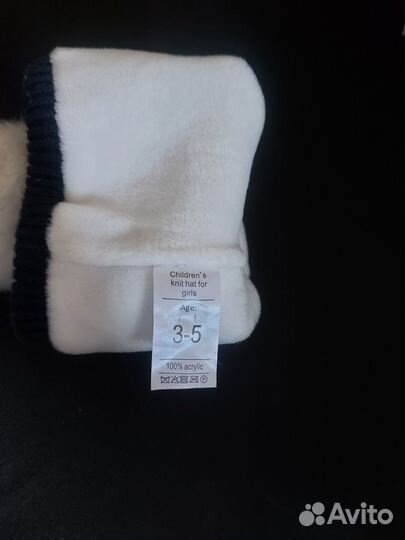 Children's
knit hat for
girls
Age:
3-5
100% acrylic
Avito